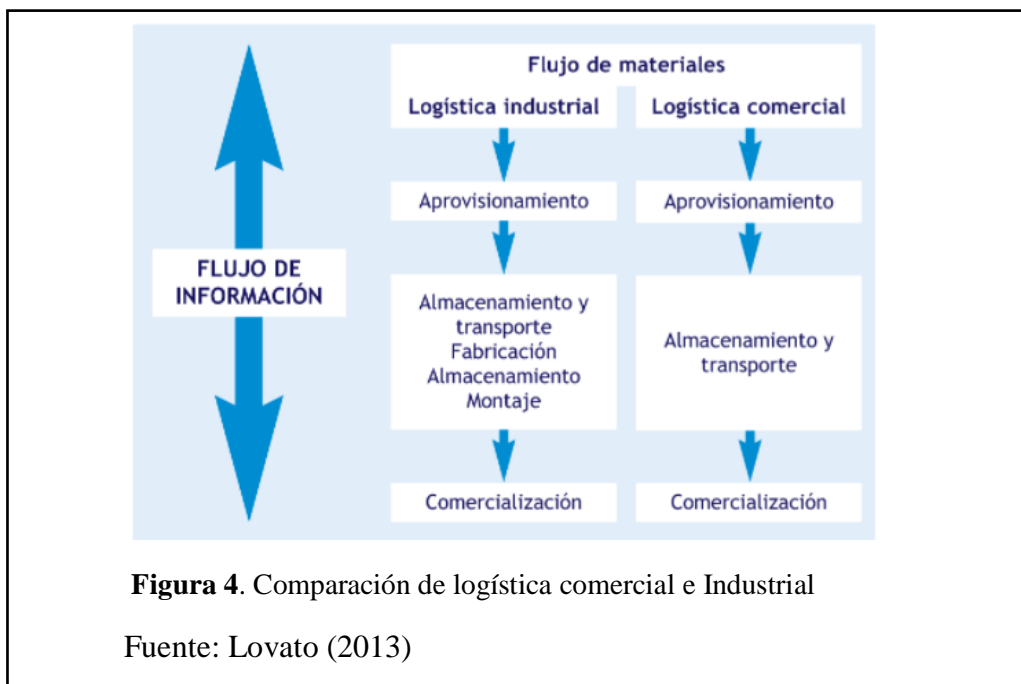 Flujo de materiales
Logística industrial
Logística comercial
Aprovisionamiento
Aprovisionamiento
FLUJO DE
INFORMACIÓN
Almacenamiento y
transporte
Fabricación
Almacenamiento
Montaje
Almacenamiento y
transporte
Comercialización
Comercialización
Figura 4. Comparación de logística comercial e Industrial
Fuente: Lovato (2013)